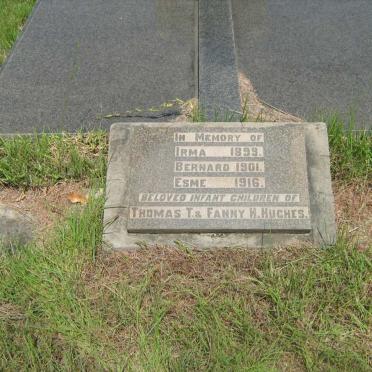 In Memory of
Irma 1899.
Bernard 1901.
Esme 1916.
Beloved Infant Children of
Thomas T. & Fanny H. Hughes.